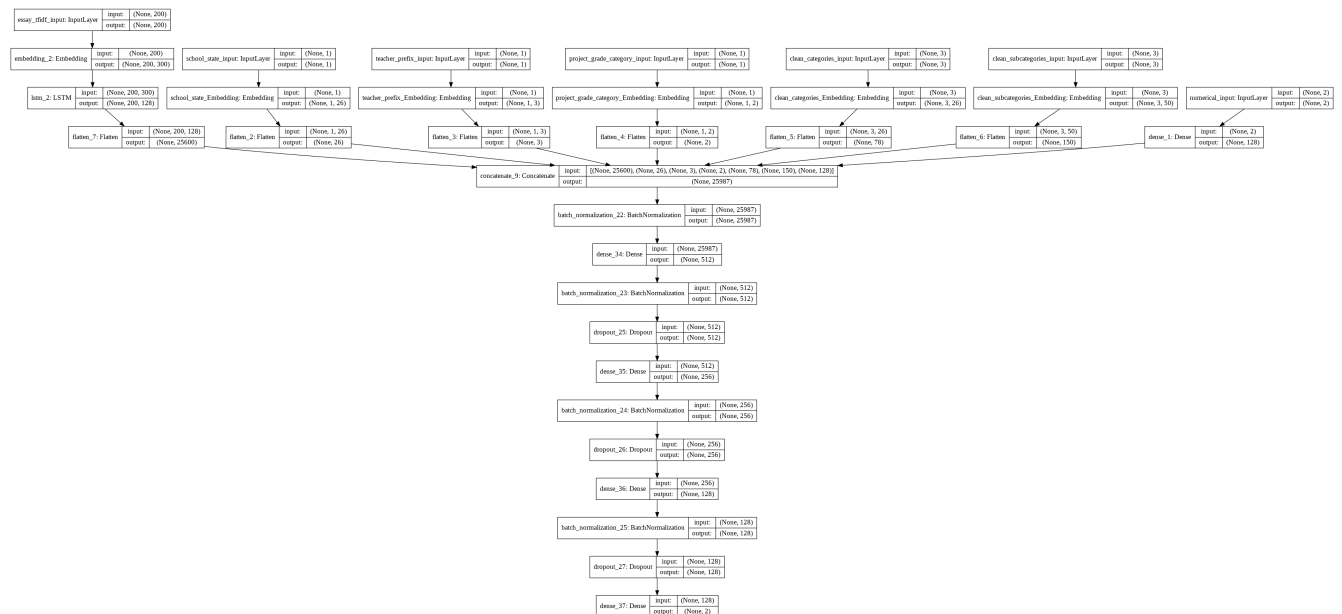 essay_tfidf_input: InputLayer input: (None, 200)
output: (None, 200)
embedding_2: Embedding input: (None, 200)
output: (None, 200, 300)
school_state_input: InputLayer input: (None, 1)
output: (None, 1)
teacher_prefix_input: InputLayer input: (None, 1)
output: (None, 1)
project_grade_category_input: InputLayer input: (None, 1)
output: (None, 1)
clean_categories_input: InputLayer input: (None, 3)
output: (None, 3)
clean_subcategories_input: InputLayer input: (None, 3)
output: (None, 3)
lstm_2: LSTM input: (None, 200, 300)
output: (None, 200, 128)
school_state_Embedding: Embedding input: (None, 1)
output: (None, 1, 26)
teacher_prefix_Embedding: Embedding input: (None, 1)
output: (None, 1, 3)
project_grade_category_Embedding: Embedding input: (None, 1)
output: (None, 1, 2)
clean_categories_Embedding: Embedding input: (None, 3)
output: (None, 3, 26)
clean_subcategories_Embedding: Embedding input: (None, 3)
output: (None, 3, 50)
numerical_input: InputLayer input: (None, 2)
output: (None, 2)
flatten_7: Flatten input: (None, 200, 128)
output: (None, 25600)
flatten_2: Flatten input: (None, 1, 26)
output: (None, 26)
flatten_3: Flatten input: (None, 1, 3)
output: (None, 3)
flatten_4: Flatten input: (None, 1, 2)
output: (None, 2)
flatten_5: Flatten input: (None, 3, 26)
output: (None, 78)
flatten_6: Flatten input: (None, 3, 50)
output: (None, 150)
dense_1: Dense input: (None, 2)
output: (None, 128)
concatenate_9: Concatenate input: [(None, 25600), (None, 26), (None, 3), (None, 2), (None, 78), (None, 150), (None, 128)]
output: (None, 25987)
batch_normalization_22: BatchNormalization input: (None, 25987)
output: (None, 25987)
dense_34: Dense input: (None, 25987)
output: (None, 512)
batch_normalization_23: BatchNormalization input: (None, 512)
output: (None, 512)
dropout_25: Dropout input: (None, 512)
output: (None, 512)
dense_35: Dense input: (None, 512)
output: (None, 256)
batch_normalization_24: BatchNormalization input: (None, 256)
output: (None, 256)
dropout_26: Dropout input: (None, 256)
output: (None, 256)
dense_36: Dense input: (None, 256)
output: (None, 128)
batch_normalization_25: BatchNormalization input: (None, 128)
output: (None, 128)
dropout_27: Dropout input: (None, 128)
output: (None, 128)
dense_37: Dense input: (None, 128)
output: (None, 2)